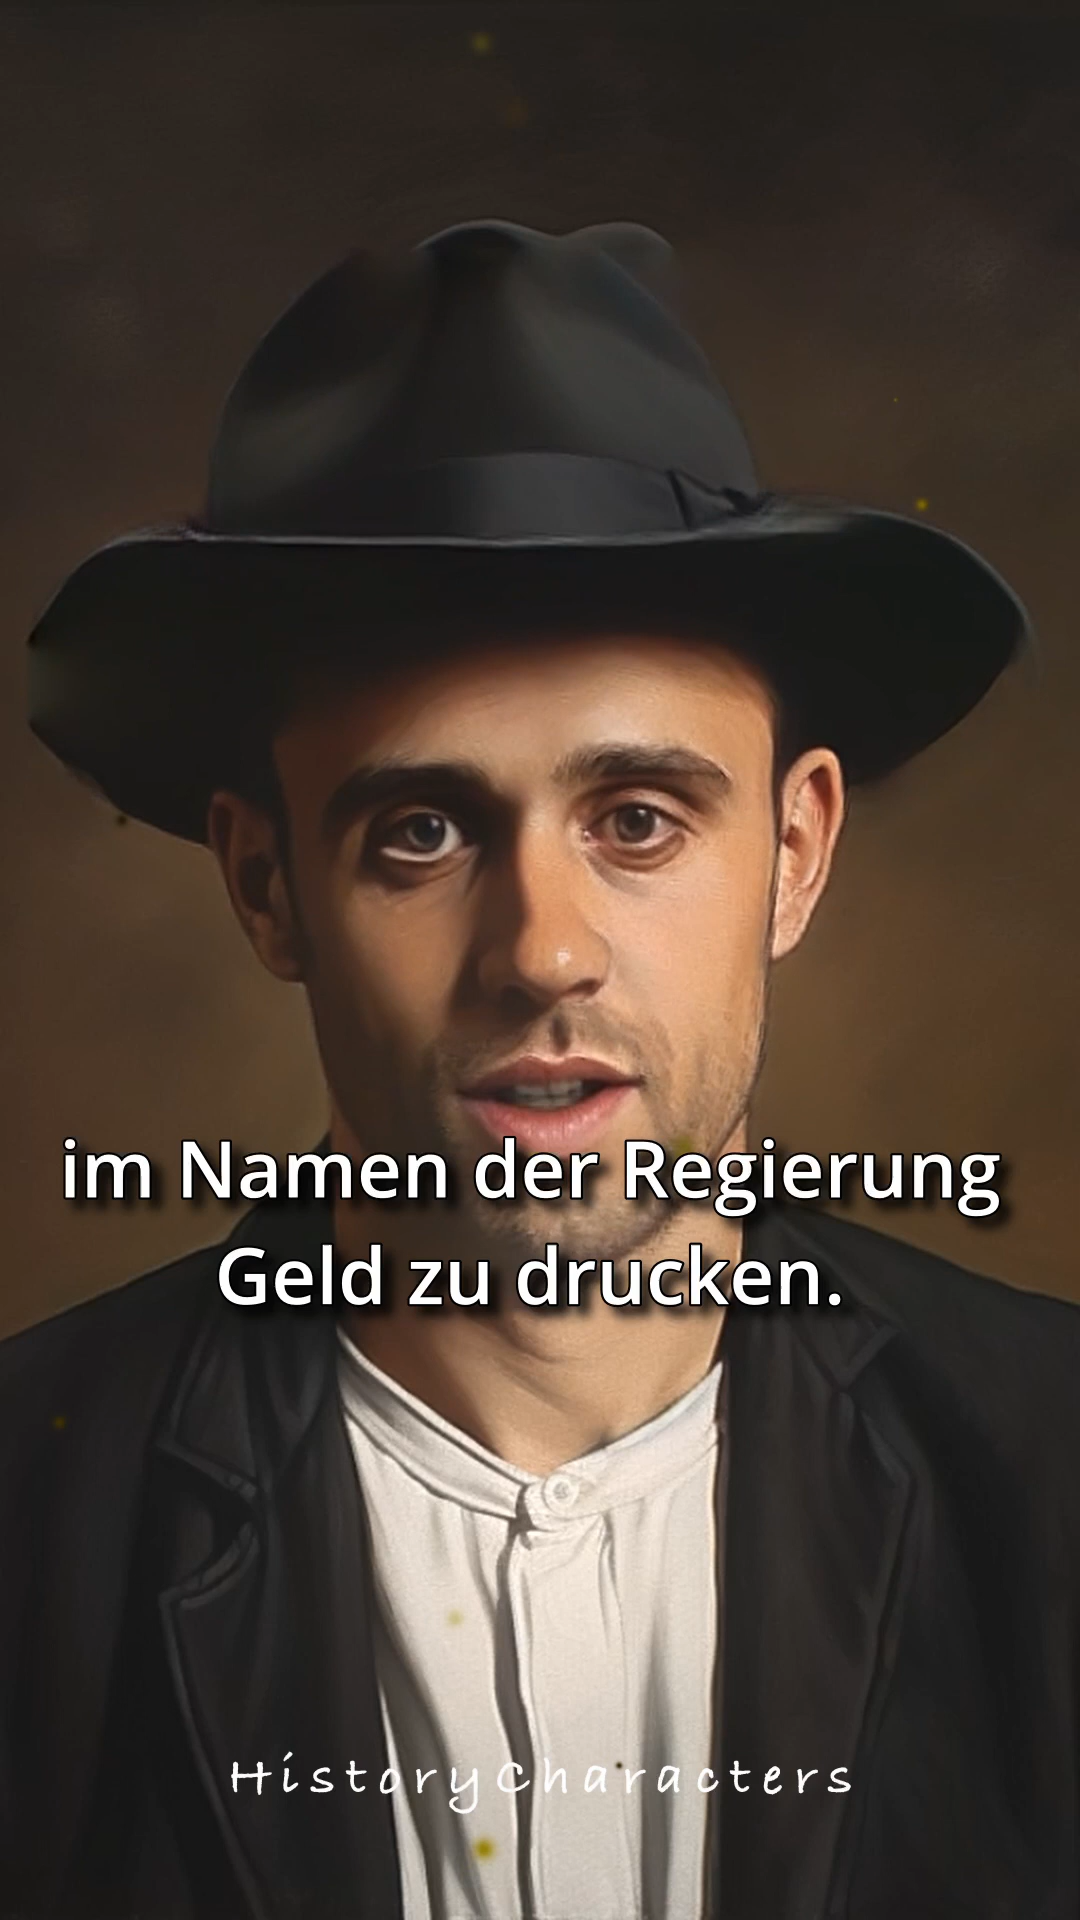 im Namen der Regierung
Geld zu drucken.
HistoryCharacters